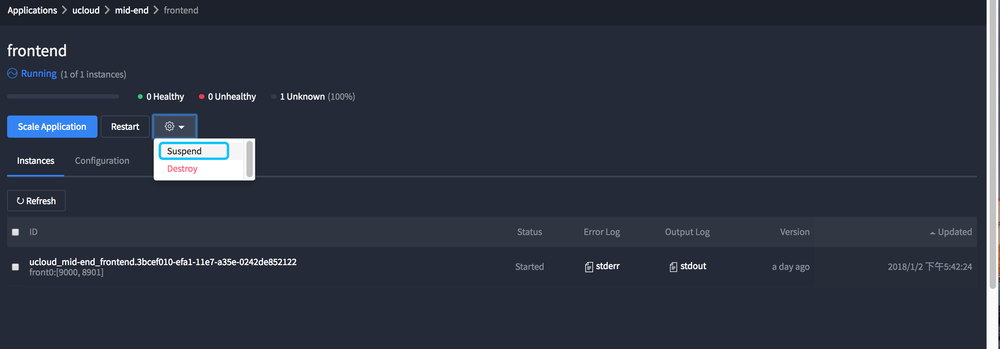 Applications ucloud mid-end frontend
frontend
Running (1 of 1 instances)
0 Healthy 0 Unhealthy 1 Unknown (100%)
Scale Application Restart
Suspend
Destroy
Instances Configuration
Refresh
ID Status Error Log Output Log Version Updated
ucloud_mid-end_frontend.3bcef010-efa1-11e7-a35e-0242de852122
front0:[9000, 8901]
Started stderr stdout a day ago 2018/1/2 下午5:42:24